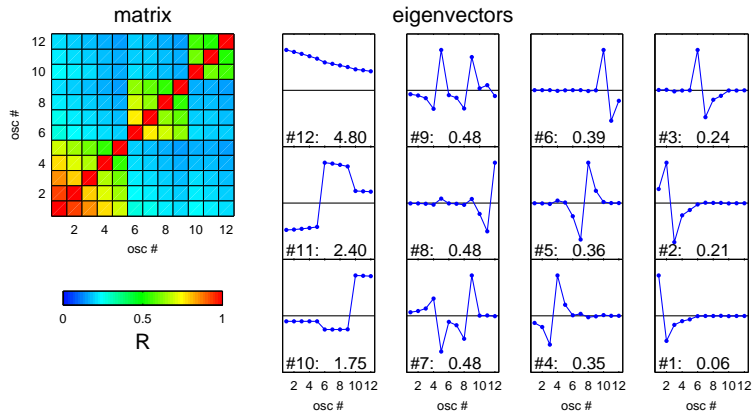 matrix
eigenvectors
12
10
8
6
4
2
osc #
2 4 6 8 10 12
osc #
0 0.5 1
R
#12: 4.80
#9: 0.48
#6: 0.39
#3: 0.24
#11: 2.40
#8: 0.48
#5: 0.36
#2: 0.21
#10: 1.75
#7: 0.48
#4: 0.35
#1: 0.06
2 4 6 8 10 12
2 4 6 8 10 12
2 4 6 8 10 12
2 4 6 8 10 12
osc #
osc #
osc #
osc #